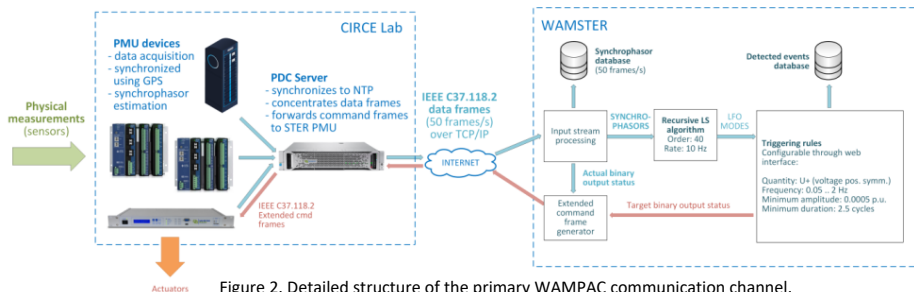 CIRCE Lab
PMU devices
- data acquisition
- synchronized
using GPS
- synchrophasor
estimation
PDC Server
- synchronizes to NTP
- concentrates data frames
- forwards command frames
to STER PMU
Physical
measurements
(sensors)
IEEE C37.118.2
Extended cmd
frames
Actuators
IEEE C37.118.2
data frames
(50 frames/s)
over TCP/IP
INTERNET
WAMSTER
Synchrophasor
database
(50 frames/s)
Detected events
database
Input stream
processing
SYNCHRO-
PHASORS
Recursive LS
algorithm
Order: 40
Rate: 10 Hz
LFO
MODES
Triggering rules
Configurable through web
interface:
Quantity: U+ (voltage pos. symm.)
Frequency: 0.05 .. 2 Hz
Minimum amplitude: 0.0005 p.u.
Minimum duration: 2.5 cycles
Actual binary
output status
Extended
command
frame
generator
Target binary output status
Figure 2. Detailed structure of the primary WAMPAC communication channel.